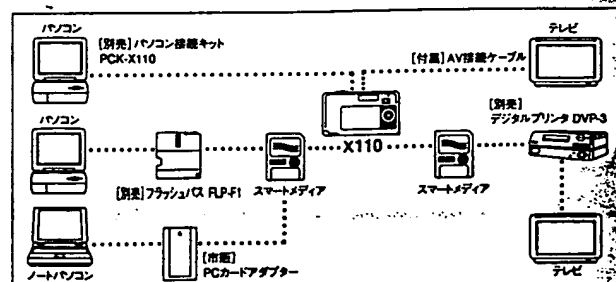 パソコン
[別売] パソコン接続キット
PCK-X110
[付属] AV接続ケーブル
テレビ
X110
パソコン
[別売] フラッシュパス FLP-F1
スマートメディア
スマートメディア
[別売]
デジタルプリンタ DVP-3
ノートパソコン
[市販]
PCカードアダプター
テレビ